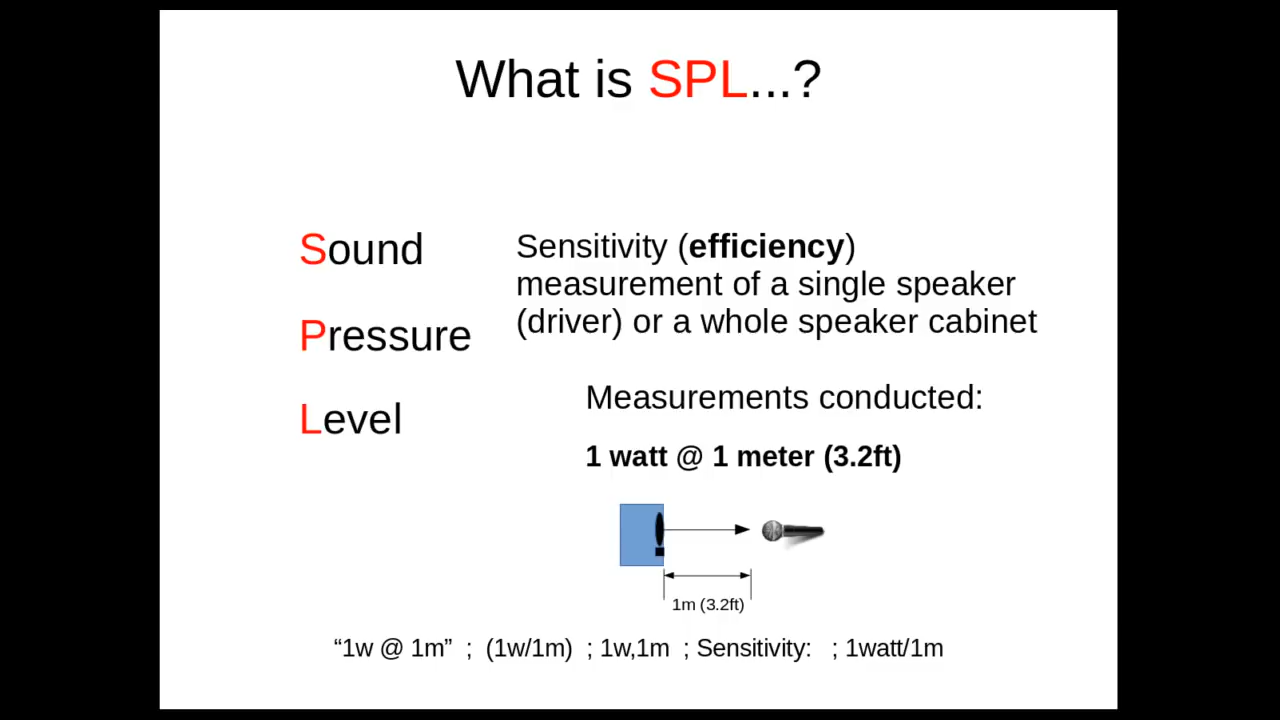 What is SPL...?
Sound
Pressure
Level
Sensitivity (efficiency)
measurement of a single speaker
(driver) or a whole speaker cabinet
Measurements conducted:
1 watt @ 1 meter (3.2ft)
1m (3.2ft)
“1w @ 1m” ; (1w/1m) ; 1w,1m ; Sensitivity: ; 1watt/1m